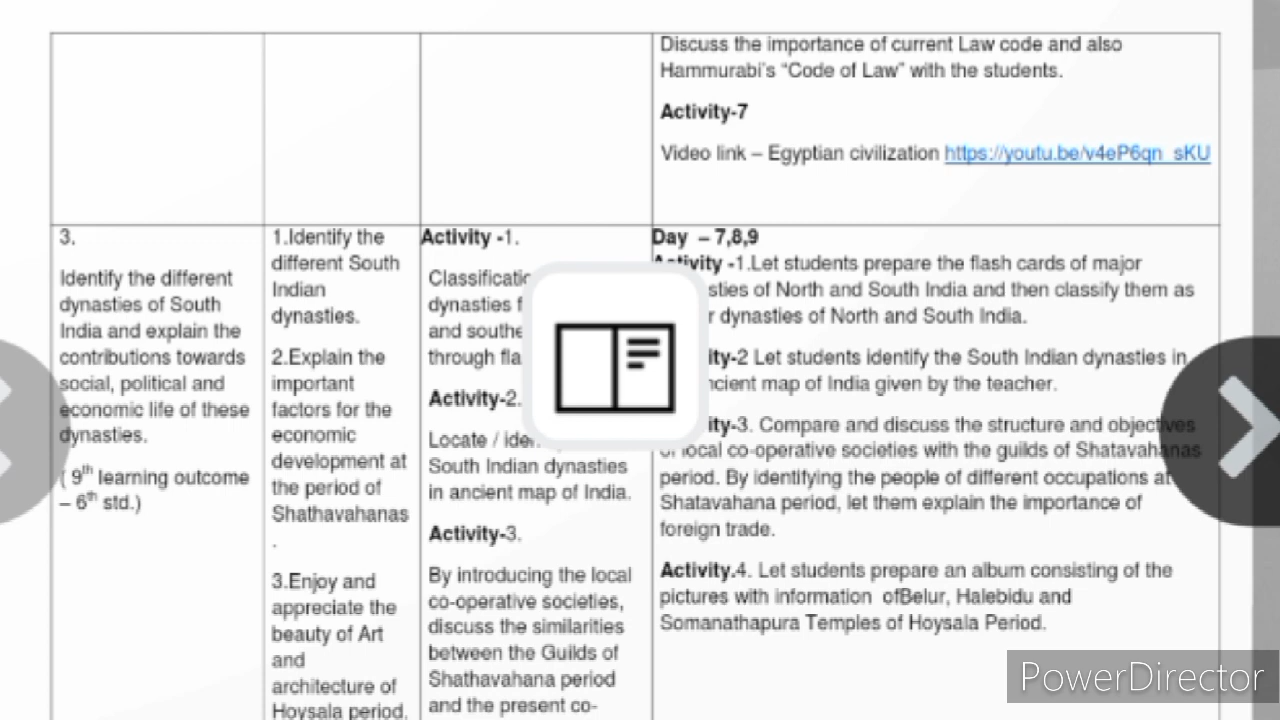 Discuss the importance of current Law code and also
Hammurabi's “Code of Law” with the students.
Activity-7
Video link – Egyptian civilization https://youtu.be/v4eP6qn_sKU
3.
Identify the different
dynasties of South
India and explain the
contributions towards
social, political and
economic life of these
dynasties.
( 9th learning outcome
– 6th std.)
1.Identify the
different South
Indian
dynasties.
2.Explain the
important
factors for the
economic
development at
the period of
Shathavahanas
.
3.Enjoy and
appreciate the
beauty of Art
and
architecture of
Hoysala period.
Activity -1.
dynasties
and
through
Activity-2.
Locate /
South Indian dynasties
in ancient map of India.
Activity-3.
By introducing the local
co-operative societies,
discuss the similarities
between the Guilds of
Shathavahana period
and the present co-
Day – 7,8,9
Activity -1.Let students prepare the flash cards of major
of North and South India and then classify them as
dynasties of North and South India.
-2 Let students identify the South Indian dynasties in
map of India given by the teacher.
-3. Compare and discuss the structure and objectives
of local co-operative societies with the guilds of Shatavahanas
period. By identifying the people of different occupations at
Shatavahana period, let them explain the importance of
foreign trade.
Activity.4. Let students prepare an album consisting of the
pictures with information ofBelur, Halebidu and
Somanathapura Temples of Hoysala Period.
PowerDirector